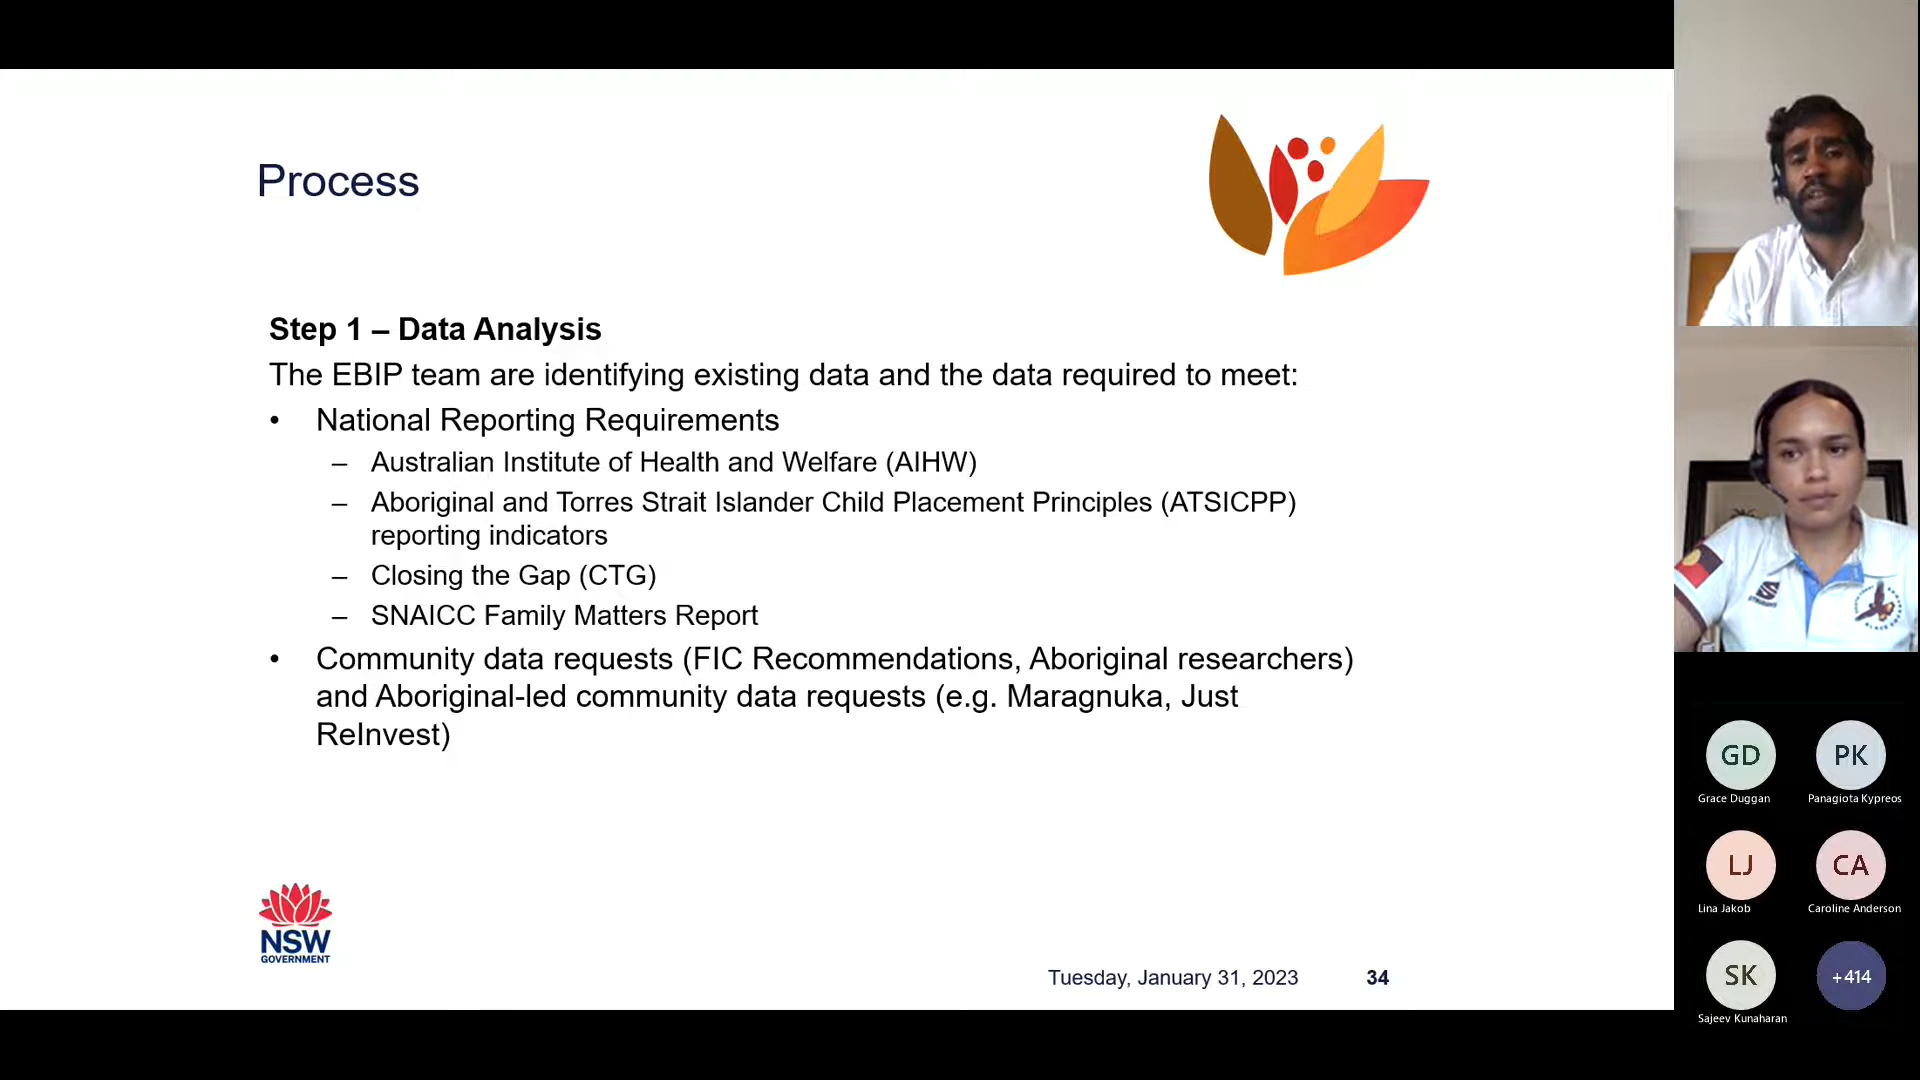 Process
Step 1 – Data Analysis
The EBIP team are identifying existing data and the data required to meet:
• National Reporting Requirements
– Australian Institute of Health and Welfare (AIHW)
– Aboriginal and Torres Strait Islander Child Placement Principles (ATSICPP)
reporting indicators
– Closing the Gap (CTG)
– SNAICC Family Matters Report
• Community data requests (FIC Recommendations, Aboriginal researchers)
and Aboriginal-led community data requests (e.g. Maragnuka, Just
ReInvest)
NSW
GOVERNMENT
Tuesday, January 31, 2023 34
GD PK
Grace Duggan Panagiota Kypreos
LJ CA
Lina Jakob Caroline Anderson
SK +414
Sajeev Kunaharan